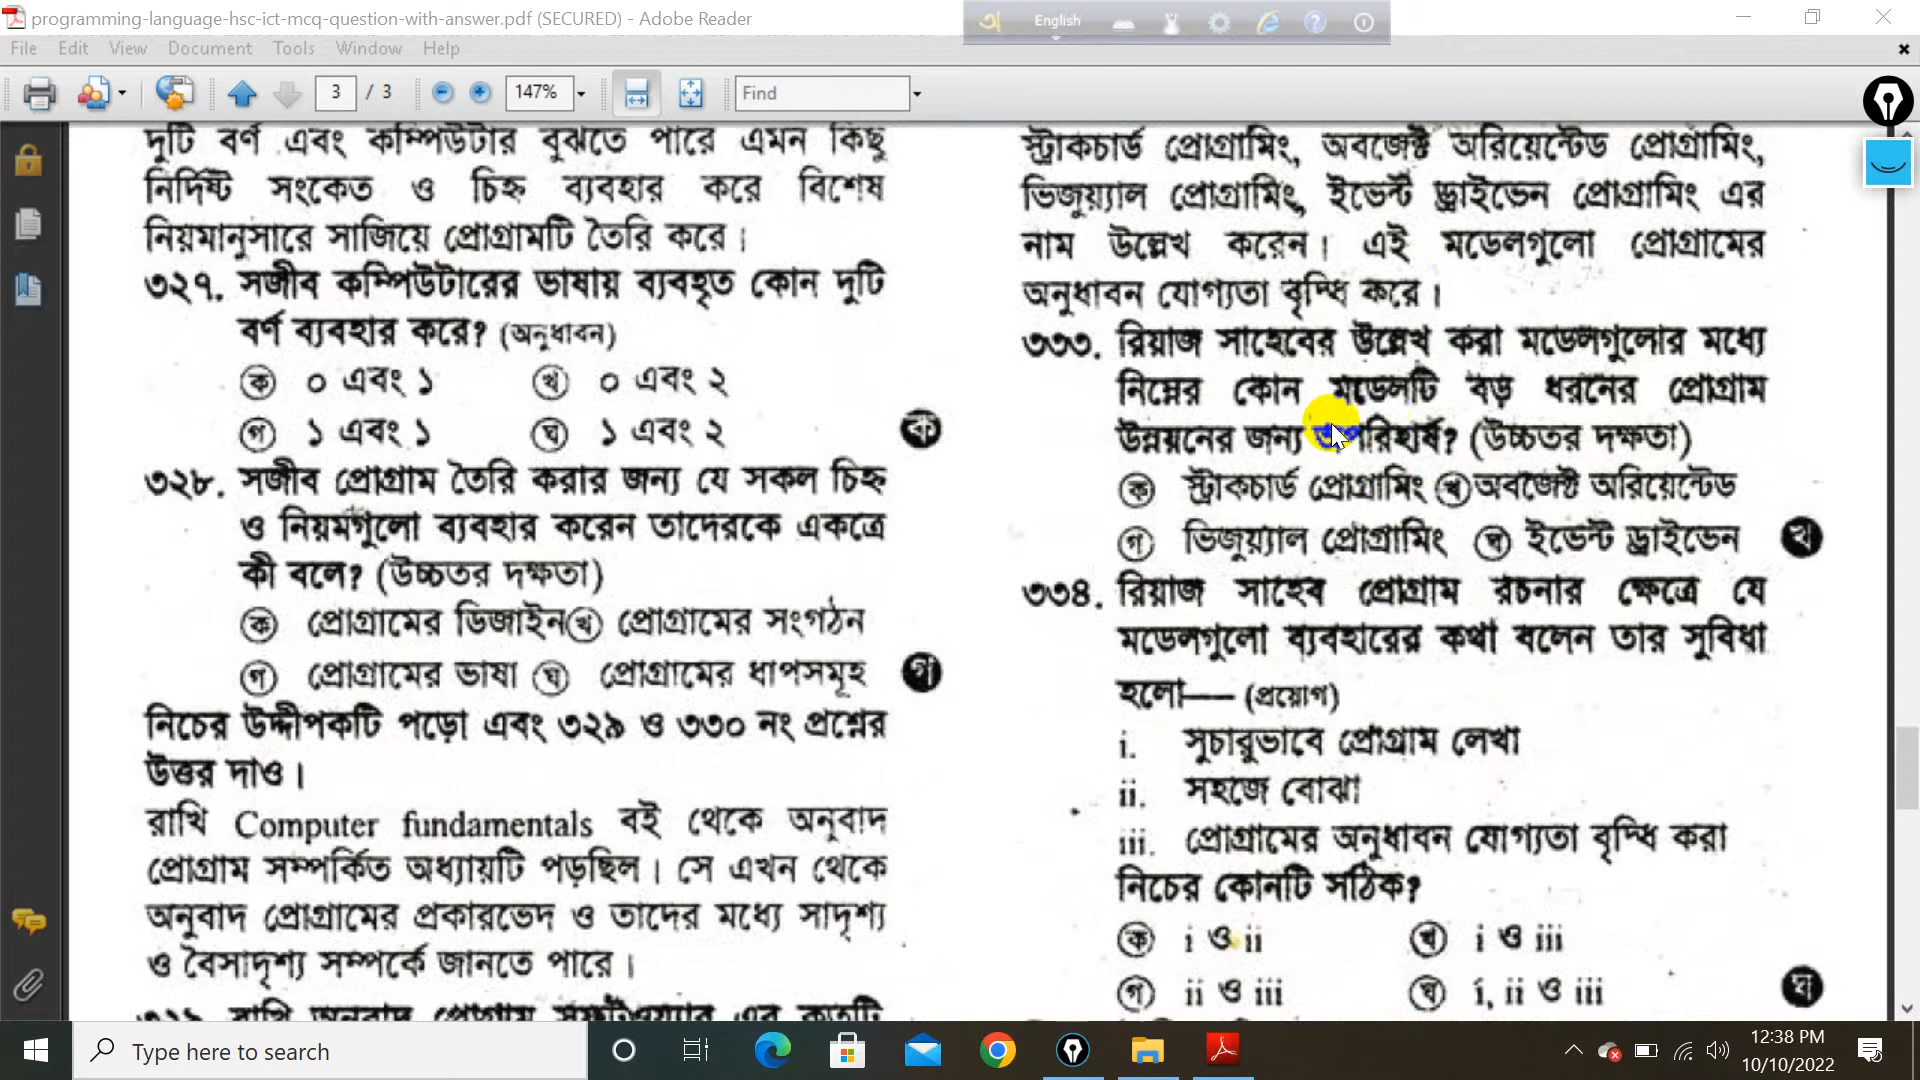 programming-language-hsc-ict-mcq-question-with-answer.pdf (SECURED) - Adobe Reader
English
File Edit View Document Tools Window Help
3 / 3 147% Find
দুটি বর্ণ এবং কম্পিউটার বুঝতে পারে এমন কিছু
নির্দিষ্ট সংকেত ও চিহ্ন ব্যবহার করে বিশেষ
নিয়মানুসারে সাজিয়ে প্রোগ্রামটি তৈরি করে।
৩২৭. সজীব কম্পিউটারের ভাষায় ব্যবহৃত কোন দুটি
বর্ণ ব্যবহার করে? (অনুধাবন)
ক ০ এবং ১ খ ০ এবং ২
গ ১ এবং ১ ঘ ১ এবং ২ ক
৩২৮. সজীব প্রোগ্রাম তৈরি করার জন্য যে সকল চিহ্ন
ও নিয়মগুলো ব্যবহার করেন তাদেরকে একত্রে
কী বলে? (উচ্চতর দক্ষতা)
ক প্রোগ্রামের ডিজাইন খ প্রোগ্রামের সংগঠন
গ প্রোগ্রামের ভাষা ঘ প্রোগ্রামের ধাপসমূহ গ
নিচের উদ্দীপকটি পড়ো এবং ৩২৯ ও ৩৩০ নং প্রশ্নের
উত্তর দাও।
রাখি Computer fundamentals বই থেকে অনুবাদ
প্রোগ্রাম সম্পর্কিত অধ্যায়টি পড়ছিল। সে এখন থেকে
অনুবাদ প্রোগ্রামের প্রকারভেদ ও তাদের মধ্যে সাদৃশ্য
ও বৈসাদৃশ্য সম্পর্কে জানতে পারে।
৩২৯. রাখি অনুবাদ প্রোগ্রাম সফটওয়্যার এর কতটি
স্ট্রাকচার্ড প্রোগ্রামিং, অবজেক্ট অরিয়েন্টেড প্রোগ্রামিং,
ভিজুয়্যাল প্রোগ্রামিং, ইভেন্ট ড্রাইভেন প্রোগ্রামিং এর
নাম উল্লেখ করেন। এই মডেলগুলো প্রোগ্রামের
অনুধাবন যোগ্যতা বৃদ্ধি করে।
৩৩৩. রিয়াজ সাহেবের উল্লেখ করা মডেলগুলোর মধ্যে
নিম্নের কোন মডেলটি বড় ধরনের প্রোগ্রাম
উন্নয়নের জন্য অপরিহার্য? (উচ্চতর দক্ষতা)
ক স্ট্রাকচার্ড প্রোগ্রামিং খ অবজেক্ট অরিয়েন্টেড
গ ভিজুয়্যাল প্রোগ্রামিং ঘ ইভেন্ট ড্রাইভেন খ
৩৩৪. রিয়াজ সাহেব প্রোগ্রাম রচনার ক্ষেত্রে যে
মডেলগুলো ব্যবহারের কথা বলেন তার সুবিধা
হলো— (প্রয়োগ)
i. সুচারুভাবে প্রোগ্রাম লেখা
ii. সহজে বোঝা
iii. প্রোগ্রামের অনুধাবন যোগ্যতা বৃদ্ধি করা
নিচের কোনটি সঠিক?
ক i ও ii খ i ও iii
গ ii ও iii ঘ i, ii ও iii ঘ
Type here to search
12:38 PM
10/10/2022